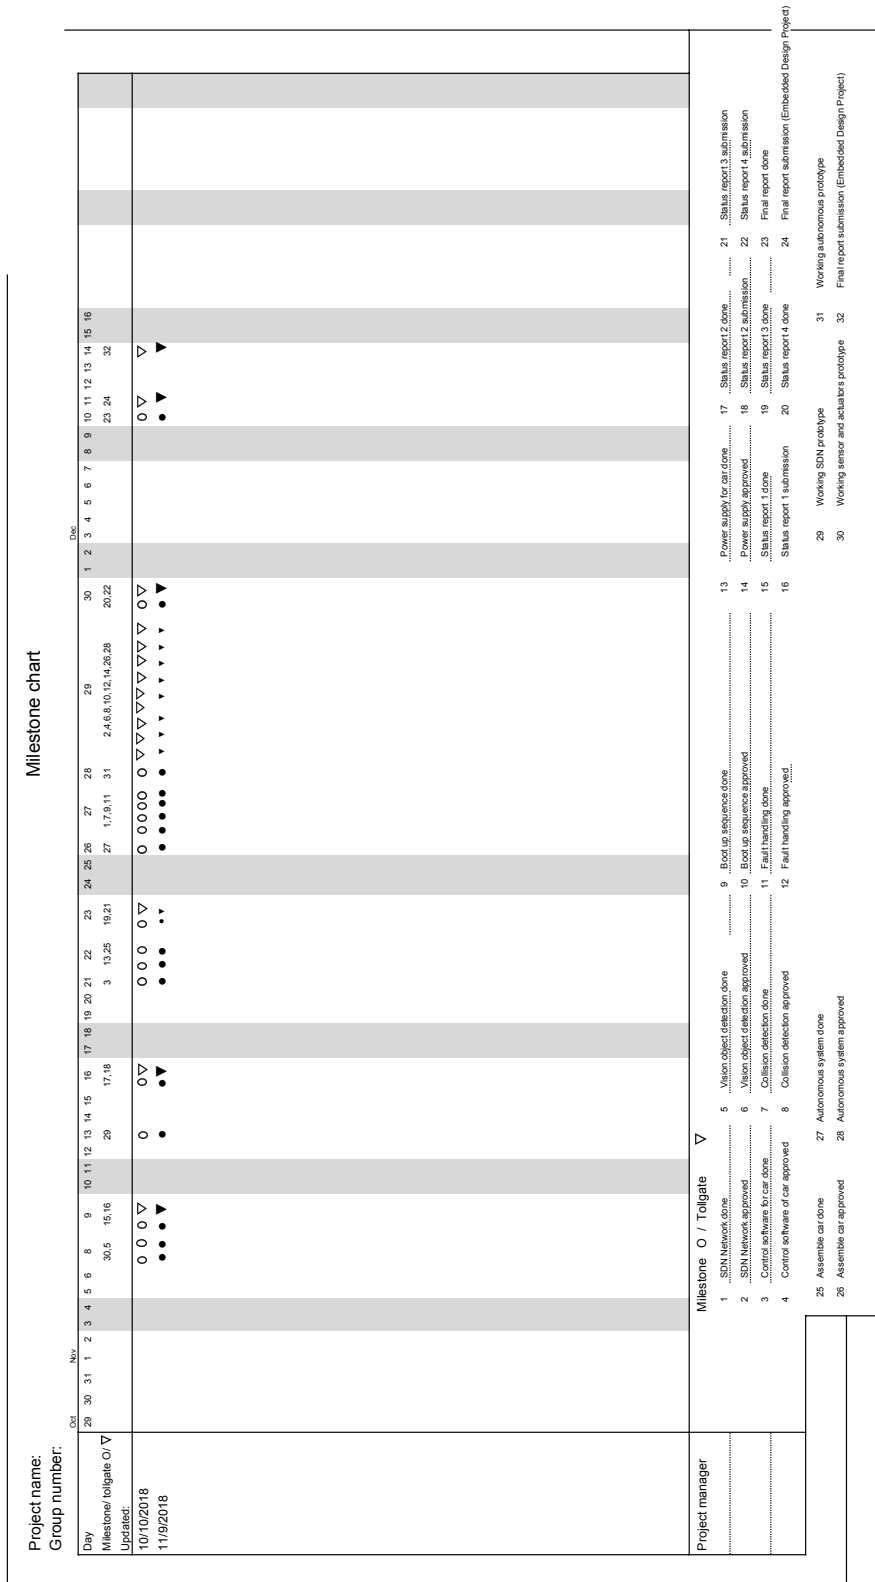 Milestone chart
Project name:
Group number:
Oct Nov Dec
Day 29 30 31 1 2 3 4 5 6 8 9 10 11 12 13 14 15 16 17 18 19 20 21 22 23 24 25 26 27 28 29 30 1 2 3 4 5 6 7 8 9 10 11 12 13 14 15 16
Milestone/ tollgate O/ ▽ 30,5 15,16 29 17,18 3 13,25 19,21 27 1,7,9,11 31 2,4,6,8,10,12,14,26,28 20,22 23 24 32
Updated:
10/10/2018
11/9/2018
Project manager
Milestone O / Tollgate ▽
1 SDN Network done 5 Vision object detection done 9 Boot up sequence done 13 Power supply for car done 17 Status report 2 done 21 Status report 3 submission
2 SDN Network approved 6 Vision object detection approved 10 Boot up sequence approved 14 Power supply approved 18 Status report 2 submission 22 Status report 4 submission
3 Control software for car done 7 Collision detection done 11 Fault handling done 15 Status report 1 done 19 Status report 3 done 23 Final report done
4 Control software of car approved 8 Collision detection approved 12 Fault handling approved 16 Status report 1 submission 20 Status report 4 done 24 Final report submission (Embedded Design Project)
25 Assemble car done 27 Autonomous system done 29 Working SDN prototype 31 Working autonomous prototype
26 Assemble car approved 28 Autonomous system approved 30 Working sensor and actuators prototype 32 Final report submission (Embedded Design Project)